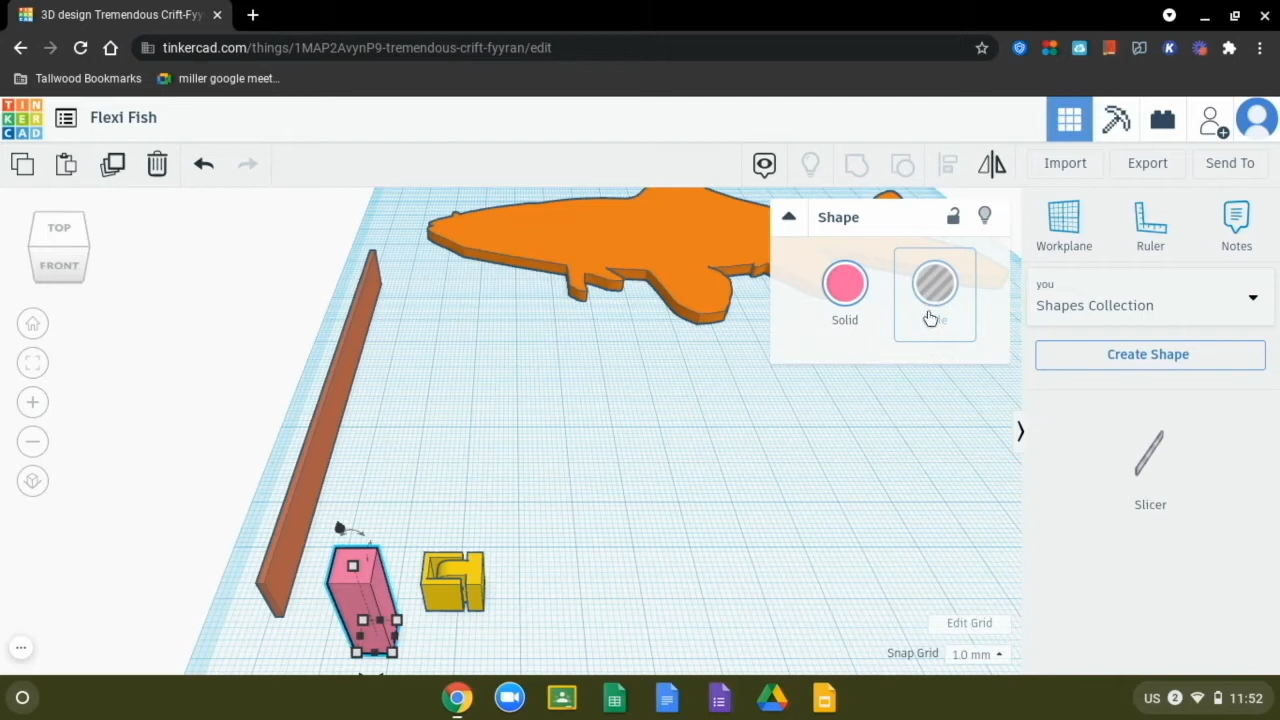 3D design Tremendous Crift-Fyy
tinkercad.com/things/1MAP2AvynP9-tremendous-crift-fyyran/edit
Tallwood Bookmarks
miller google meet...
TIN
KER
CAD
Flexi Fish
Import
Export
Send To
TOP
FRONT
Shape
Solid
Workplane
Ruler
Notes
you
Shapes Collection
Create Shape
Slicer
Edit Grid
Snap Grid
1.0 mm
US
2
11:52